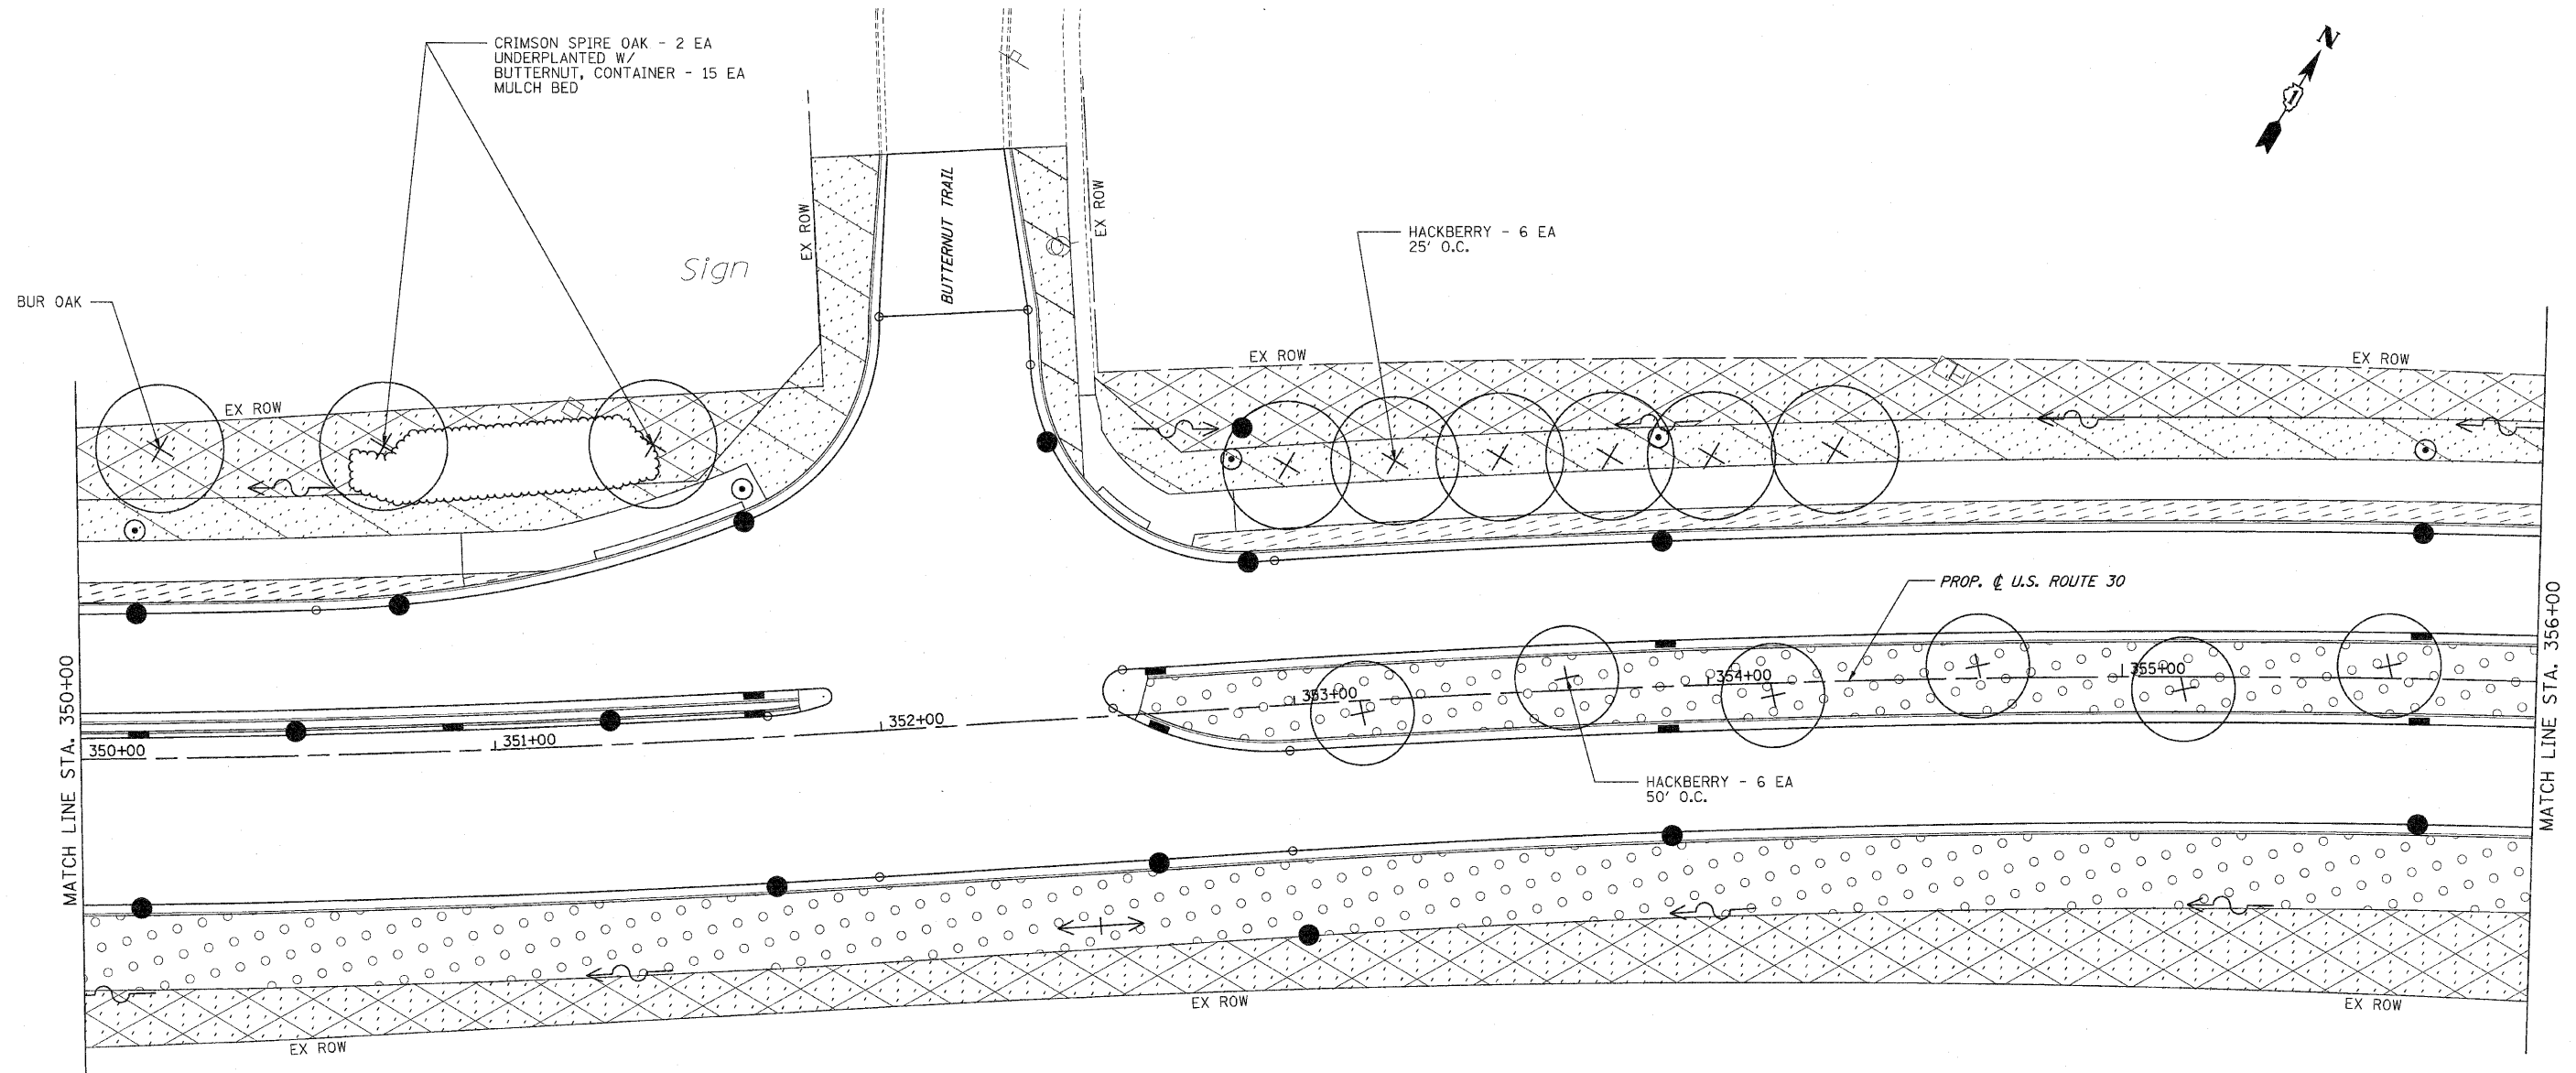 N
1
CRIMSON SPIRE OAK - 2 EA
UNDERPLANTED W/
BUTTERNUT, CONTAINER - 15 EA
MULCH BED
BUTTERNUT TRAIL
EX ROW
EX ROW
Sign
HACKBERRY - 6 EA
25' O.C.
BUR OAK
EX ROW
EX ROW
EX ROW
PROP. ℄ U.S. ROUTE 30
MATCH LINE STA. 350+00
MATCH LINE STA. 356+00
350+00
351+00
352+00
353+00
354+00
355+00
HACKBERRY - 6 EA
50' O.C.
EX ROW
EX ROW
EX ROW